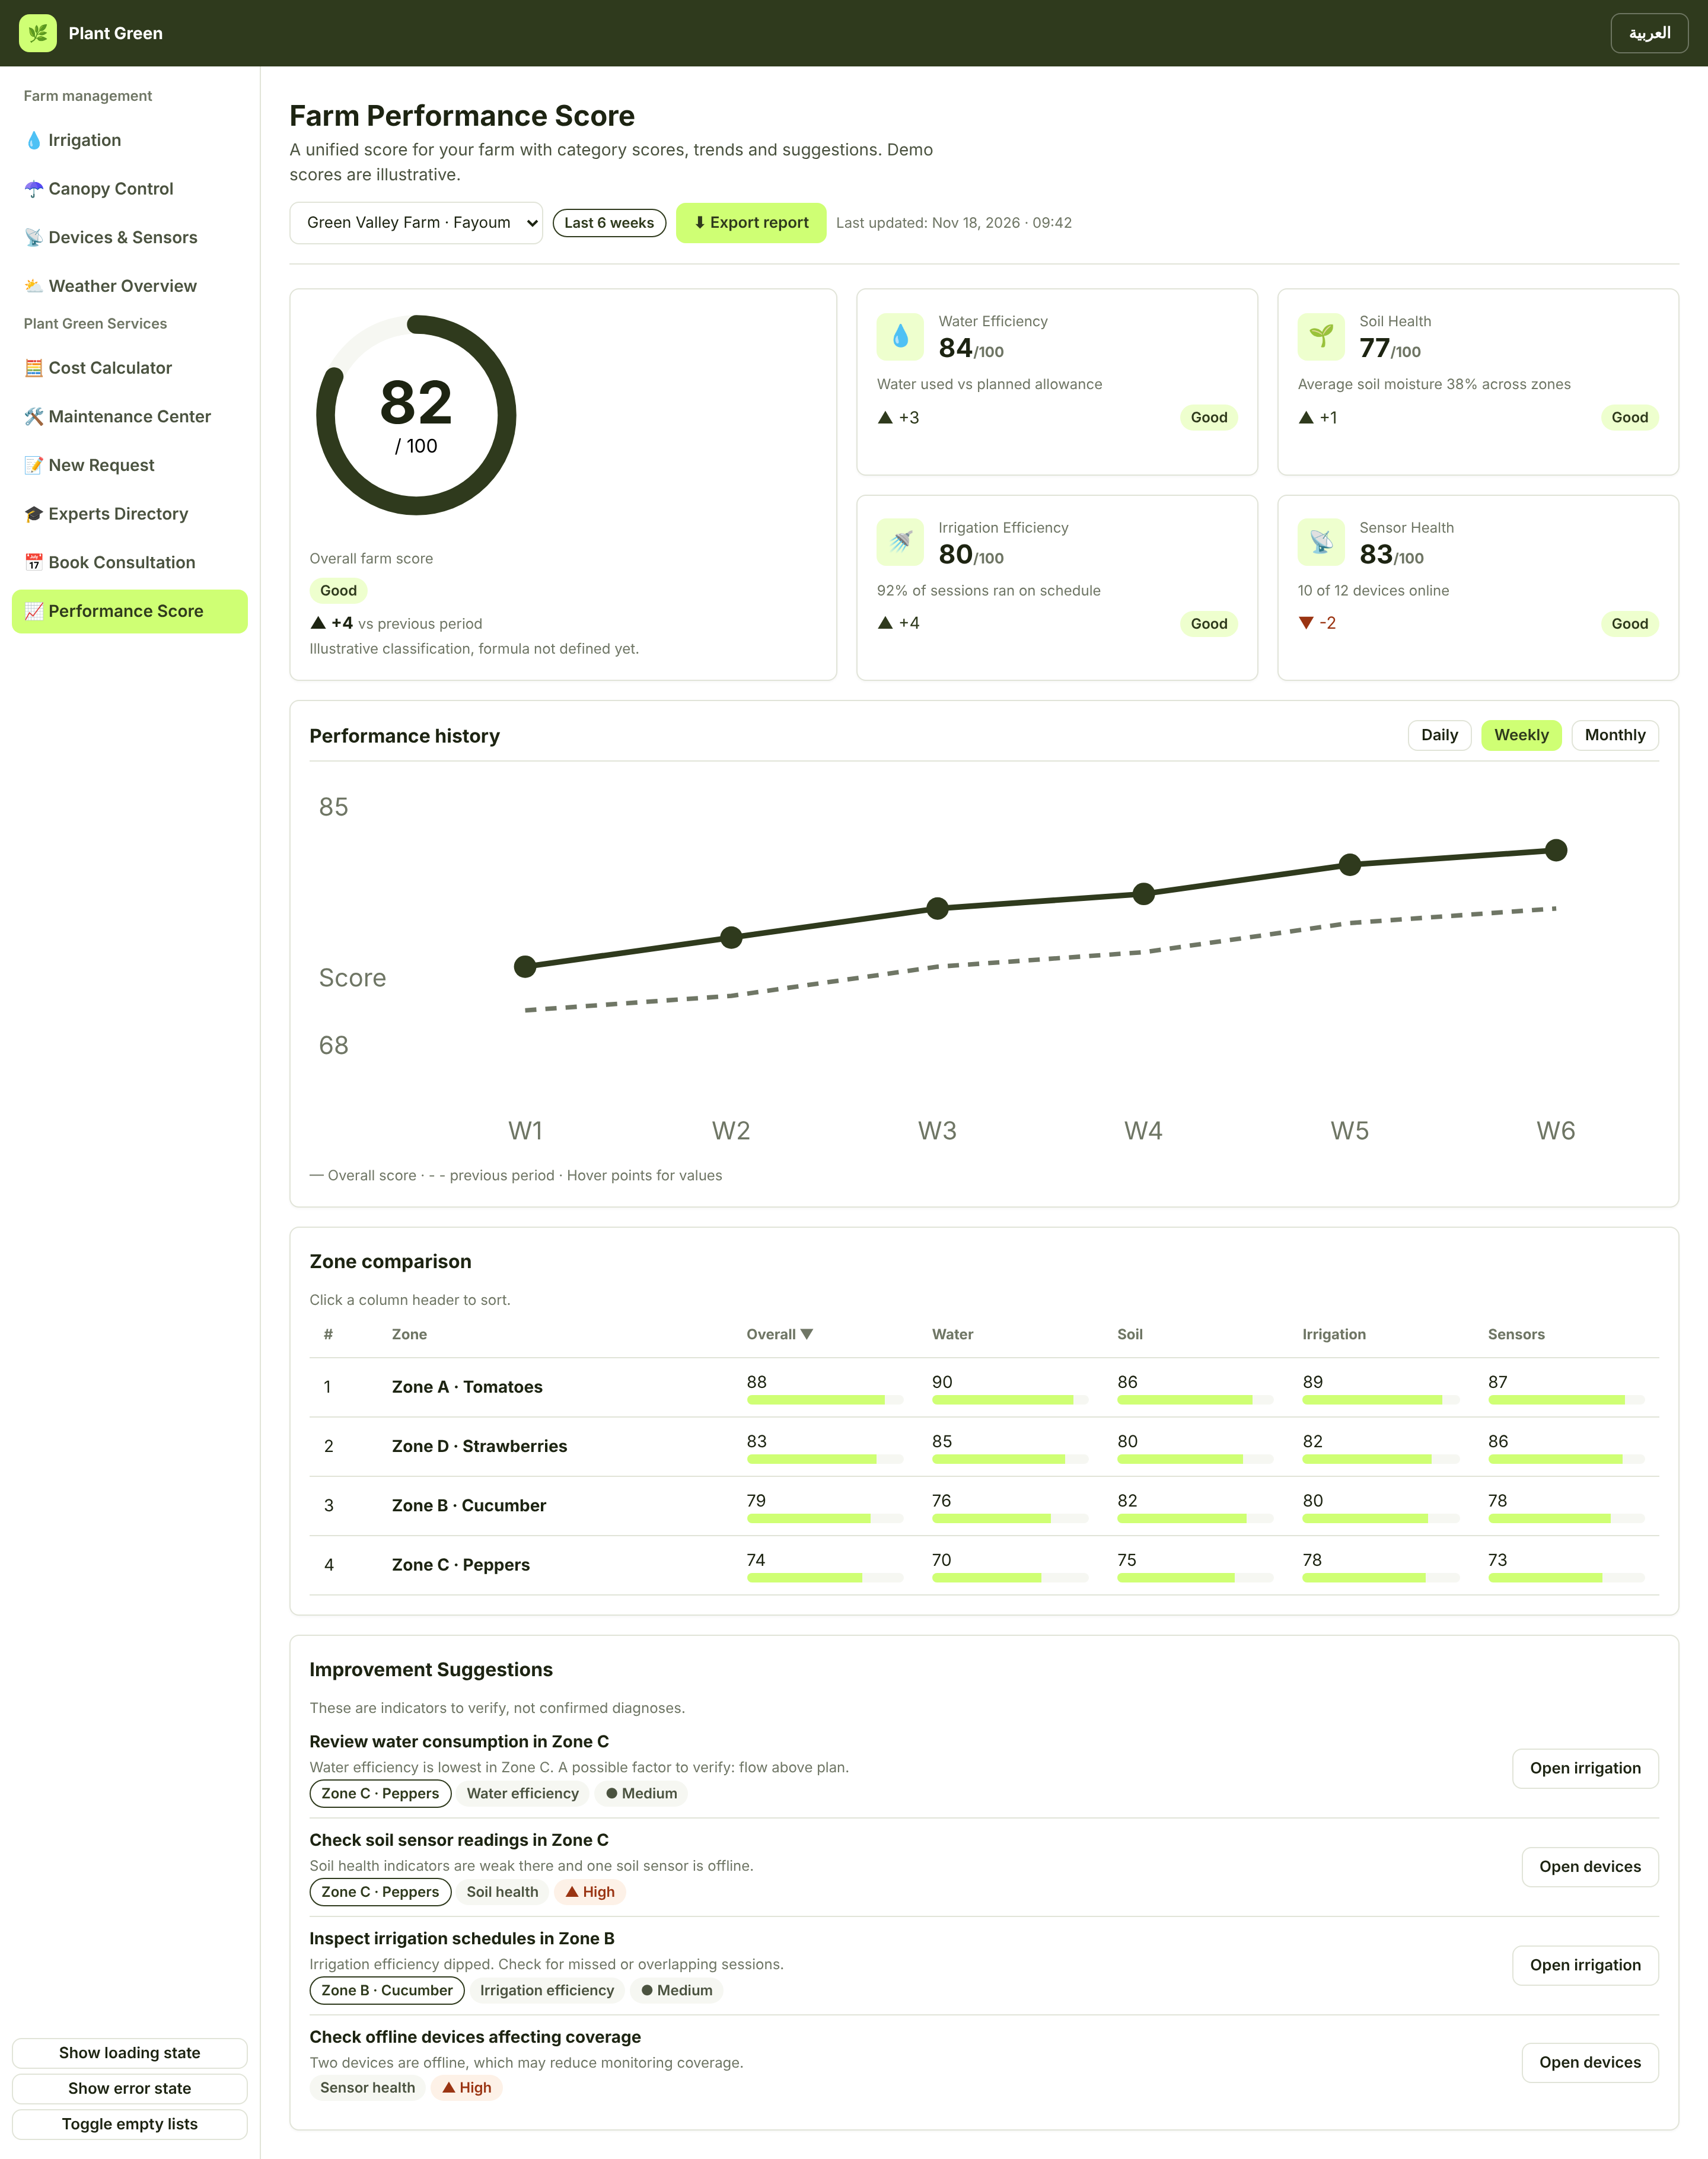 Plant Green
العربية
Farm management
Irrigation
Canopy Control
Devices & Sensors
Weather Overview
Plant Green Services
Cost Calculator
Maintenance Center
New Request
Experts Directory
Book Consultation
Performance Score
Show loading state
Show error state
Toggle empty lists
Farm Performance Score
A unified score for your farm with category scores, trends and suggestions. Demo
scores are illustrative.
Green Valley Farm · Fayoum
Last 6 weeks
⬇ Export report
Last updated: Nov 18, 2026 · 09:42
82
/ 100
Overall farm score
Good
▲ +4 vs previous period
Illustrative classification, formula not defined yet.
Water Efficiency
84/100
Water used vs planned allowance
▲ +3
Good
Soil Health
77/100
Average soil moisture 38% across zones
▲ +1
Good
Irrigation Efficiency
80/100
92% of sessions ran on schedule
▲ +4
Good
Sensor Health
83/100
10 of 12 devices online
▼ -2
Good
Performance history
Daily
Weekly
Monthly
85
Score
68
W1 W2 W3 W4 W5 W6
— Overall score · - - previous period · Hover points for values
Zone comparison
Click a column header to sort.
# Zone Overall ▼ Water Soil Irrigation Sensors
1 Zone A · Tomatoes 88 90 86 89 87
2 Zone D · Strawberries 83 85 80 82 86
3 Zone B · Cucumber 79 76 82 80 78
4 Zone C · Peppers 74 70 75 78 73
Improvement Suggestions
These are indicators to verify, not confirmed diagnoses.
Review water consumption in Zone C
Water efficiency is lowest in Zone C. A possible factor to verify: flow above plan.
Zone C · Peppers Water efficiency ● Medium
Open irrigation
Check soil sensor readings in Zone C
Soil health indicators are weak there and one soil sensor is offline.
Zone C · Peppers Soil health ▲ High
Open devices
Inspect irrigation schedules in Zone B
Irrigation efficiency dipped. Check for missed or overlapping sessions.
Zone B · Cucumber Irrigation efficiency ● Medium
Open irrigation
Check offline devices affecting coverage
Two devices are offline, which may reduce monitoring coverage.
Sensor health ▲ High
Open devices